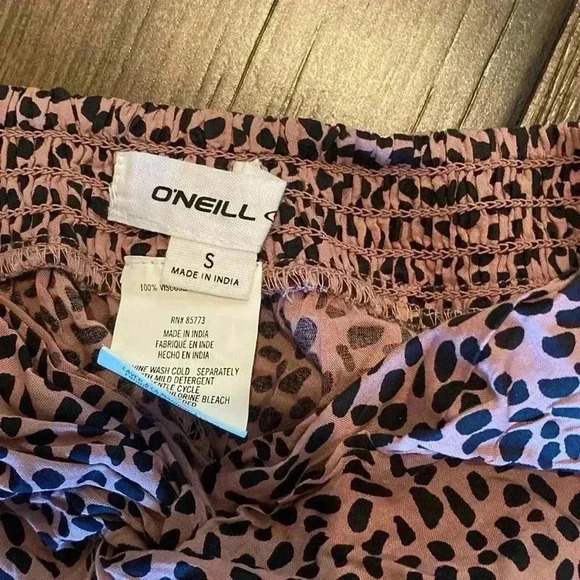 O'NEILL
S
MADE IN INDIA
100% VISCOSE
RN# 85773
MADE IN INDIA
FABRIQUÉ EN INDE
HECHO EN INDIA
INE WASH COLD SEPARATELY
MILD DETERGENT
CYCLE
BLEACH